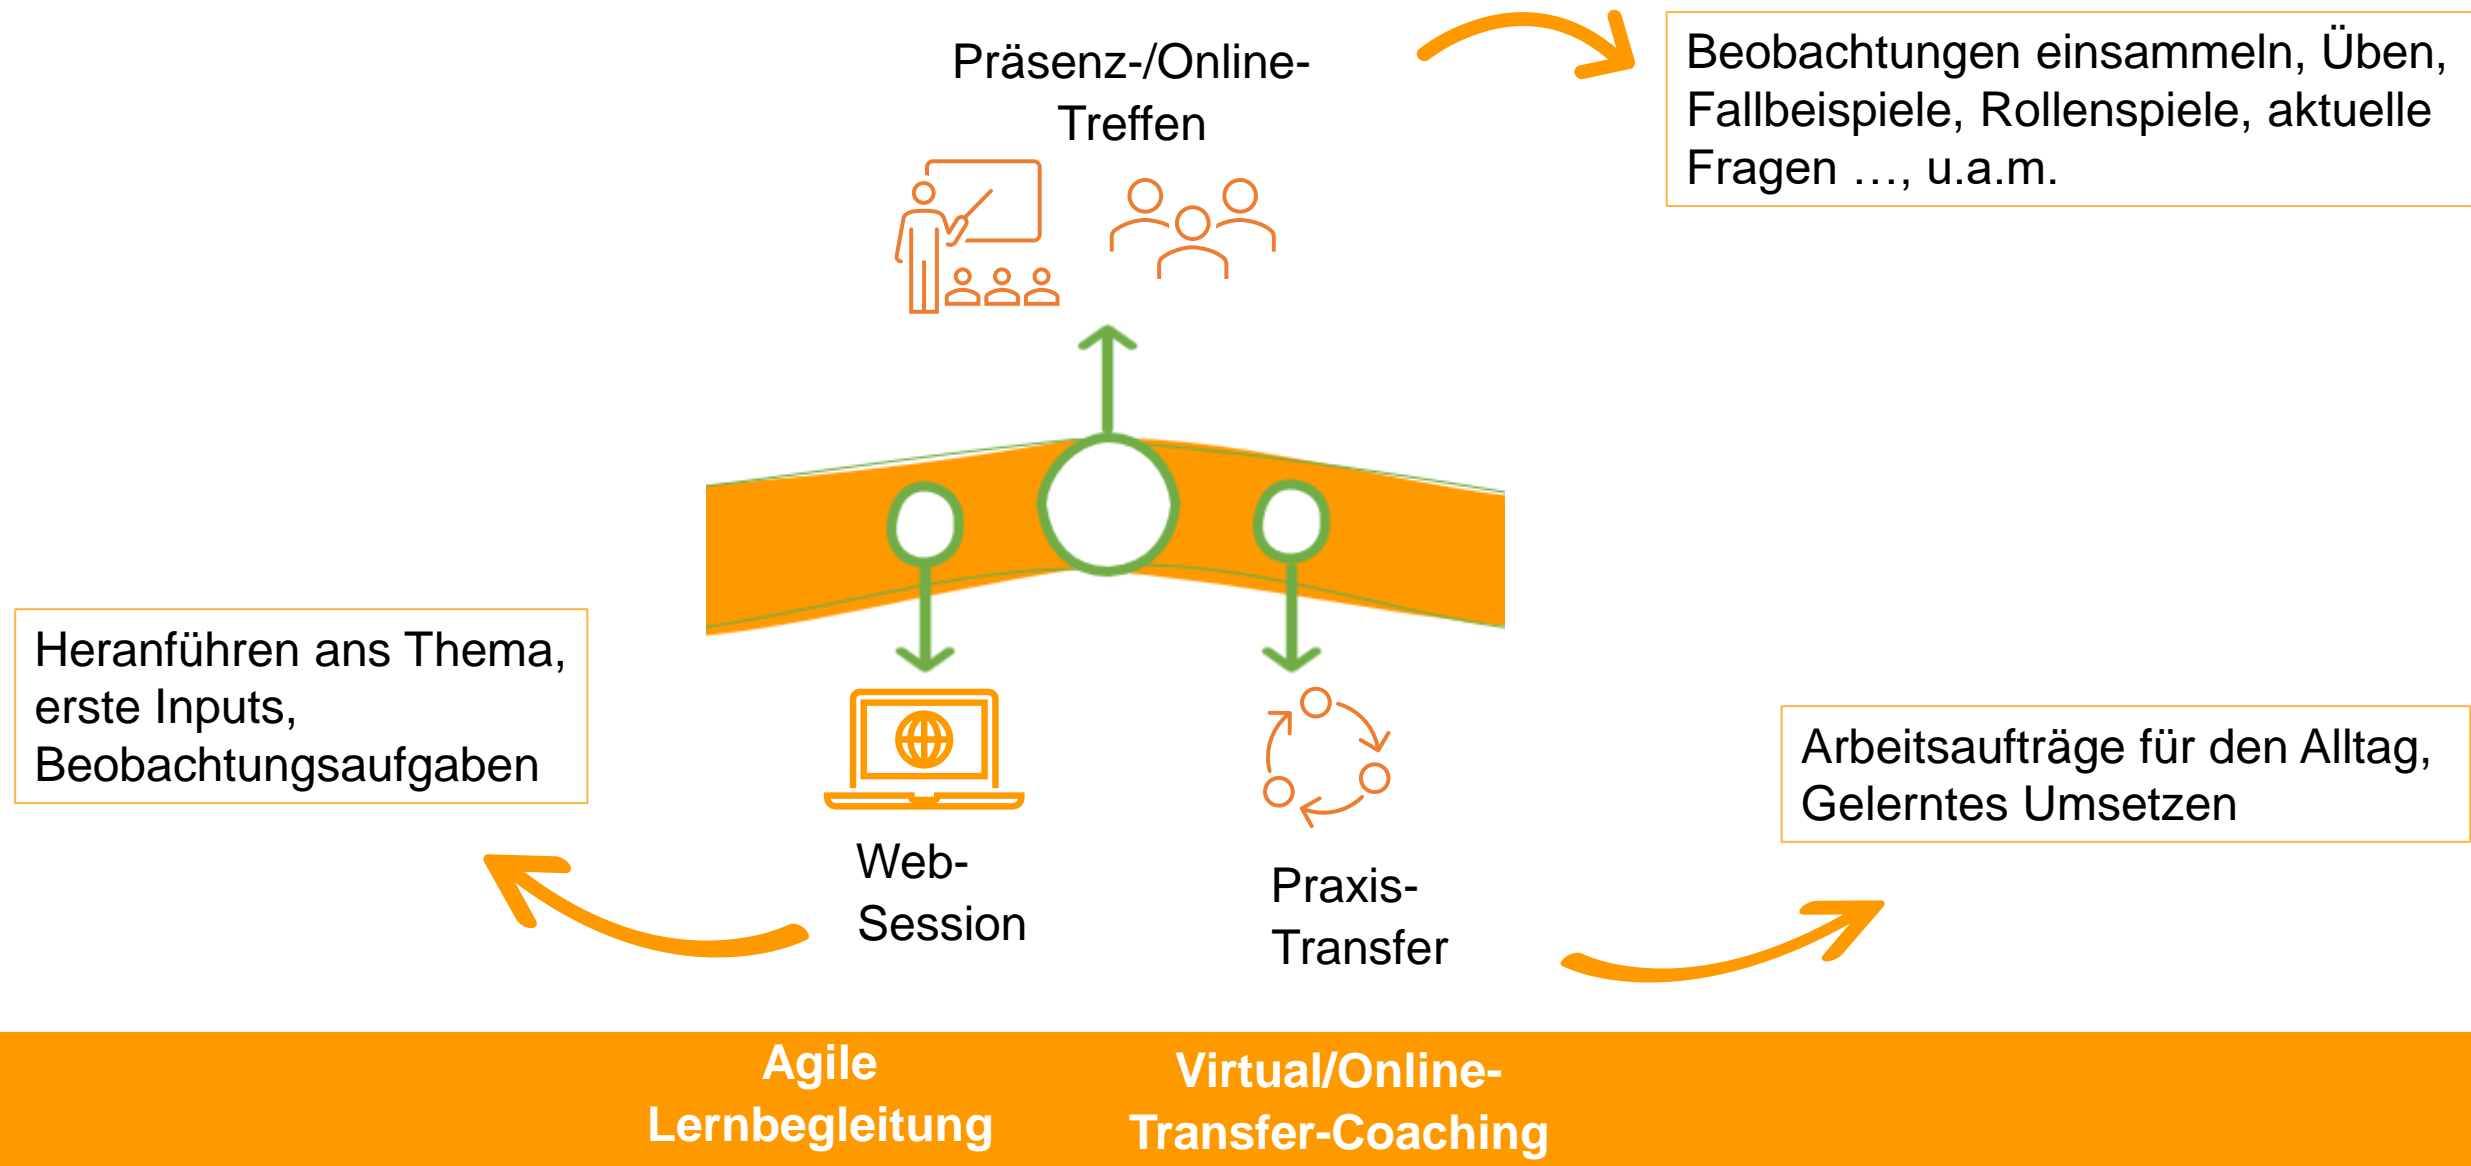 Präsenz-/Online-
Treffen
Beobachtungen einsammeln, Üben,
Fallbeispiele, Rollenspiele, aktuelle
Fragen …, u.a.m.
Heranführen ans Thema,
erste Inputs,
Beobachtungsaufgaben
Web-
Session
Praxis-
Transfer
Arbeitsaufträge für den Alltag,
Gelerntes Umsetzen
Agile
Lernbegleitung
Virtual/Online-
Transfer-Coaching